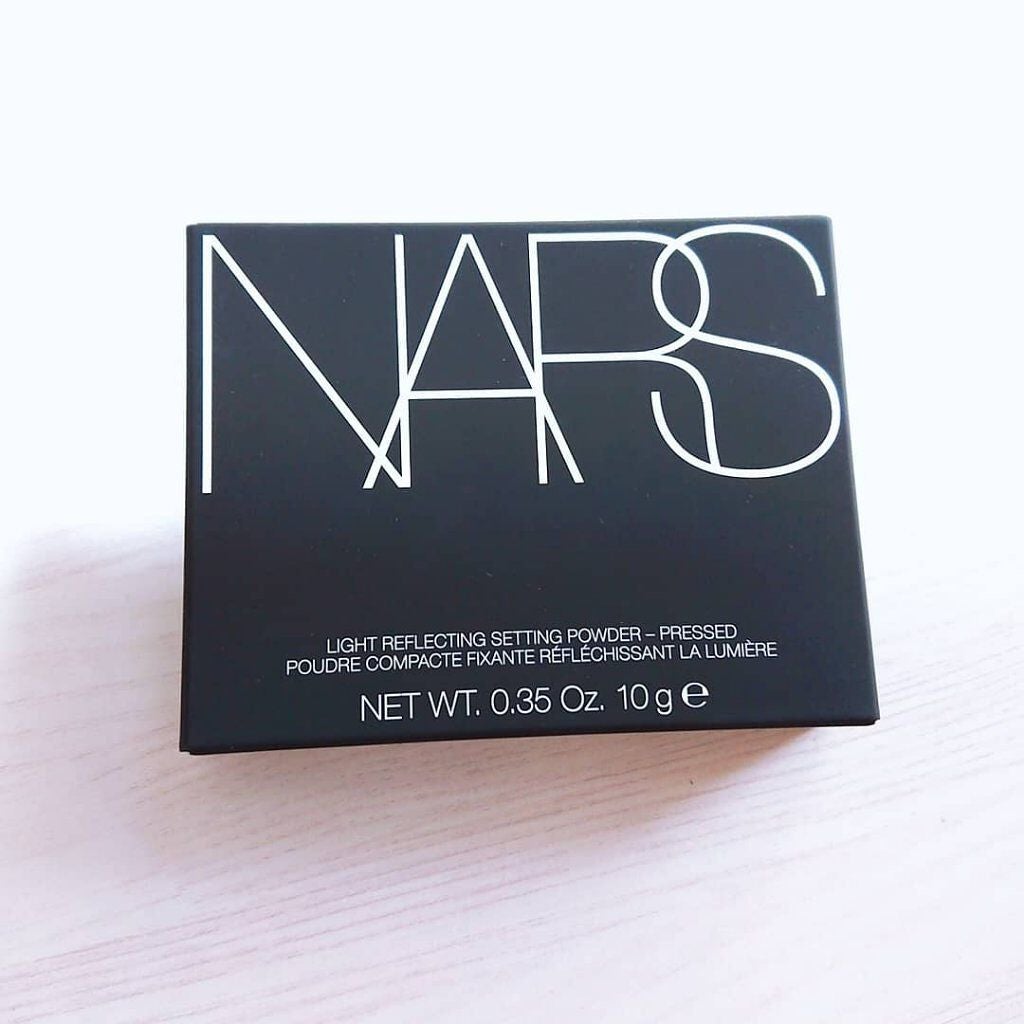 NARS
LIGHT REFLECTING SETTING POWDER – PRESSED
POUDRE COMPACTE FIXANTE RÉFLÉCHISSANT LA LUMIÈRE
NET WT. 0.35 Oz. 10 g ℮